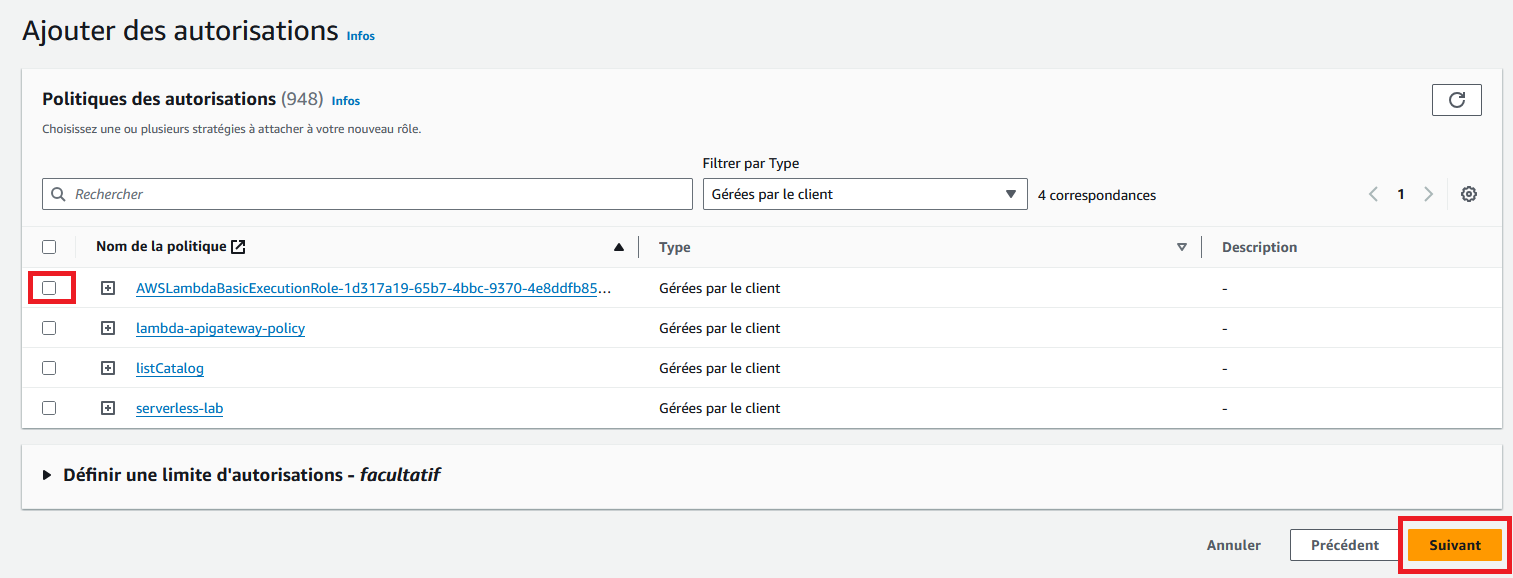 Ajouter des autorisations Infos
Politiques des autorisations (948) Infos
Choisissez une ou plusieurs stratégies à attacher à votre nouveau rôle.
Filtrer par Type
Rechercher
Gérées par le client
4 correspondances
1
Nom de la politique Type Description
AWSLambdaBasicExecutionRole-1d317a19-65b7-4bbc-9370-4e8ddfb85... Gérées par le client -
lambda-apigateway-policy Gérées par le client -
listCatalog Gérées par le client -
serverless-lab Gérées par le client -
Définir une limite d'autorisations - facultatif
Annuler Précédent Suivant